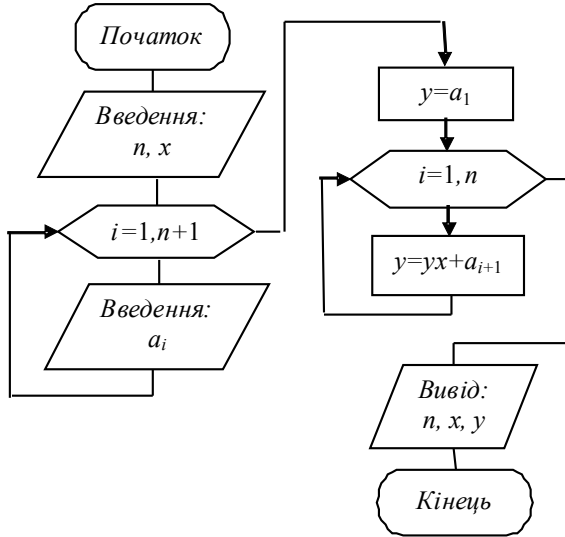 Початок
Введення:
n, x
i=1,n+1
Введення:
aᵢ
y=a₁
i=1,n
y=yx+aᵢ₊₁
Вивід:
n, x, y
Кінець